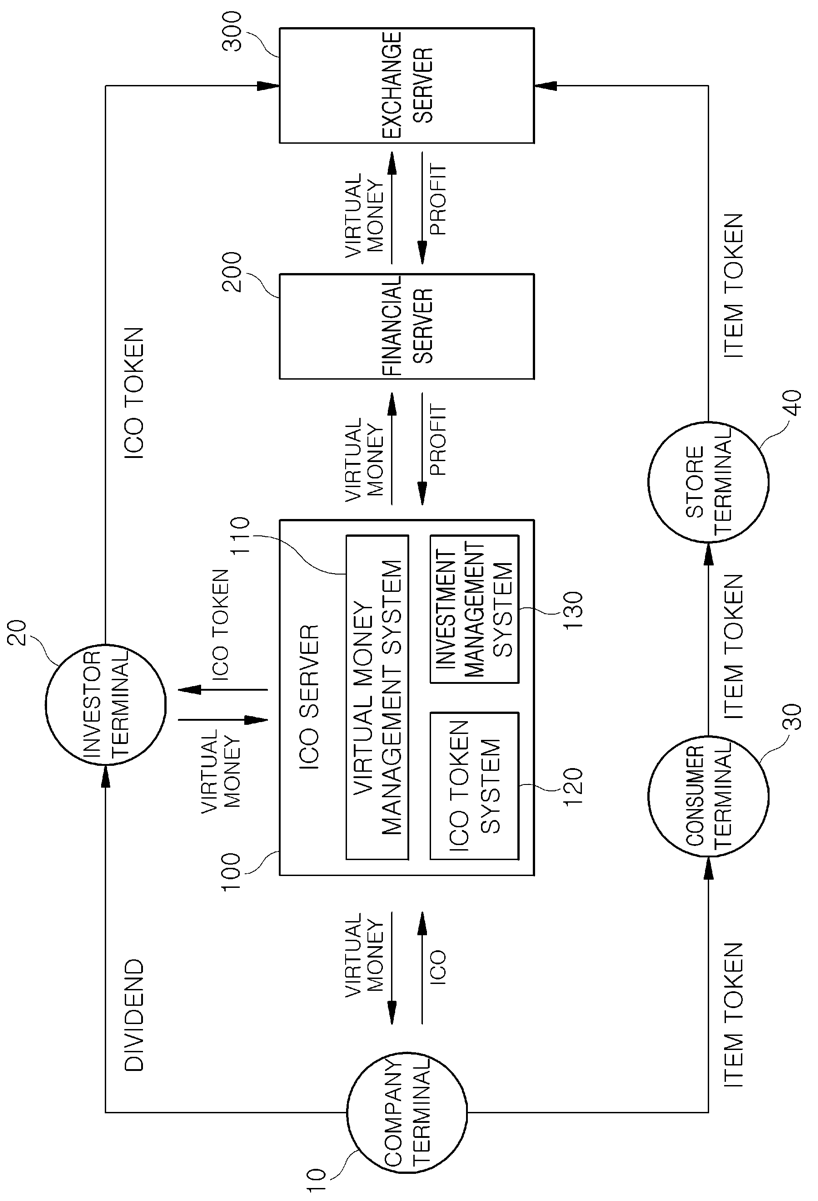 20
INVESTOR
TERMINAL
DIVIDEND
ICO TOKEN
VIRTUAL
MONEY
ICO TOKEN
100
ICO SERVER
110
VIRTUAL MONEY
MANAGEMENT SYSTEM
ICO TOKEN
SYSTEM
120
INVESTMENT
MANAGEMENT
SYSTEM
130
10
COMPANY
TERMINAL
VIRTUAL
MONEY
ICO
VIRTUAL
MONEY
PROFIT
200
FINANCIAL
SERVER
VIRTUAL
MONEY
PROFIT
300
EXCHANGE
SERVER
ITEM TOKEN
CONSUMER
TERMINAL
30
ITEM TOKEN
STORE
TERMINAL
40
ITEM TOKEN